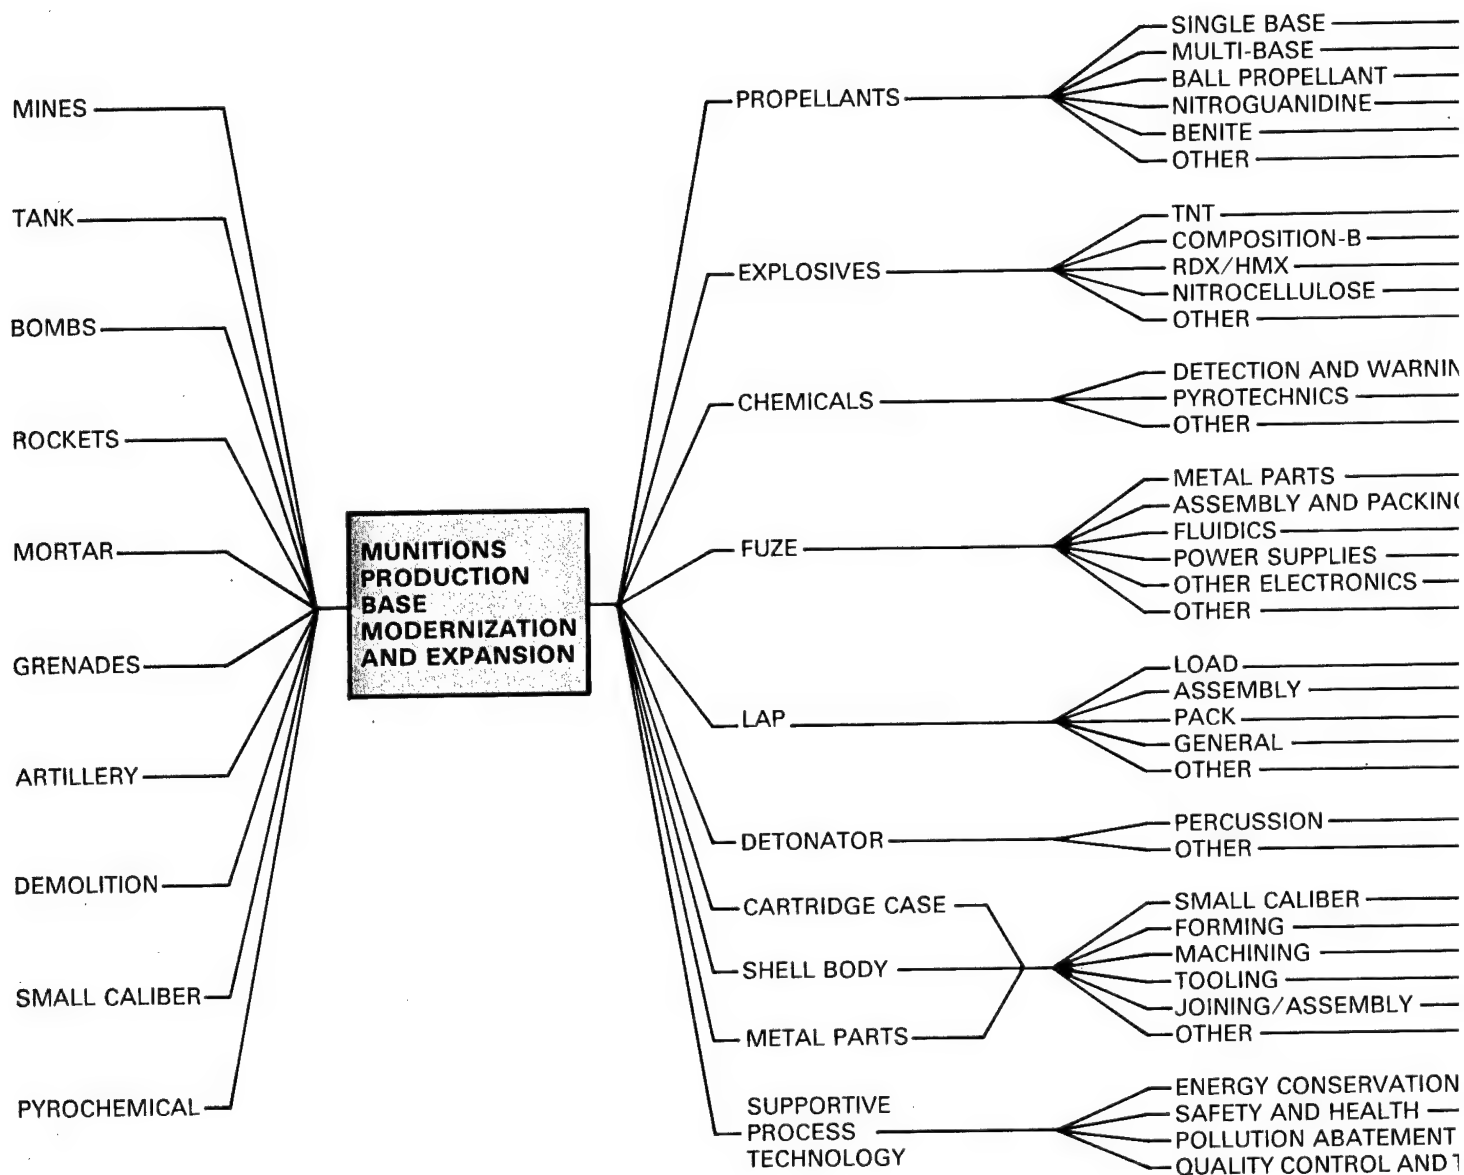 MINES
TANK
BOMBS
ROCKETS
MORTAR
GRENADES
ARTILLERY
DEMOLITION
SMALL CALIBER
PYROCHEMICAL
MUNITIONS
PRODUCTION
BASE
MODERNIZATION
AND EXPANSION
PROPELLANTS
SINGLE BASE
MULTI-BASE
BALL PROPELLANT
NITROGUANIDINE
BENITE
OTHER
EXPLOSIVES
TNT
COMPOSITION-B
RDX/HMX
NITROCELLULOSE
OTHER
CHEMICALS
DETECTION AND
PYROTECHNICS
OTHER
FUZE
METAL PARTS
ASSEMBLY AND
FLUIDICS
POWER SUPPLIES
OTHER ELECTRONICS
OTHER
LAP
LOAD
ASSEMBLY
PACK
GENERAL
OTHER
DETONATOR
PERCUSSION
OTHER
CARTRIDGE CASE
SHELL BODY
METAL PARTS
SMALL CALIBER
FORMING
MACHINING
TOOLING
JOINING/ASSEMBLY
OTHER
SUPPORTIVE
PROCESS
TECHNOLOGY
ENERGY CONSERVATION
SAFETY AND HEALTH
POLLUTION ABATEMENT
QUALITY CONTROL AND